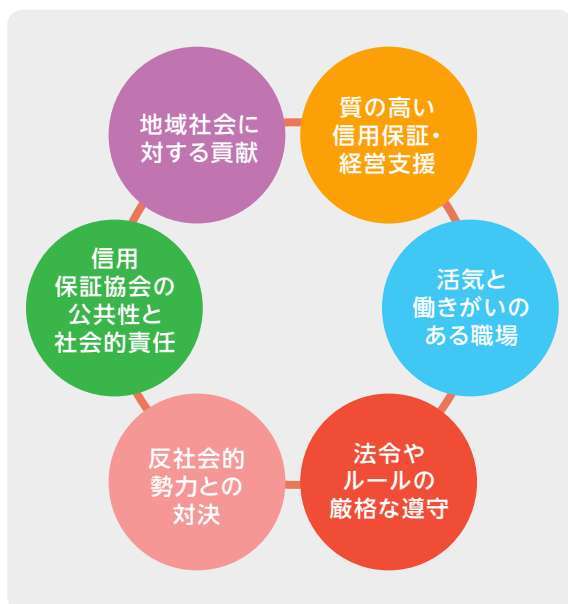 地域社会に
対する貢献
質の高い
信用保証・
経営支援
信用
保証協会の
公共性と
社会的責任
活気と
働きがいの
ある職場
反社会的
勢力との
対決
法令や
ルールの
厳格な遵守